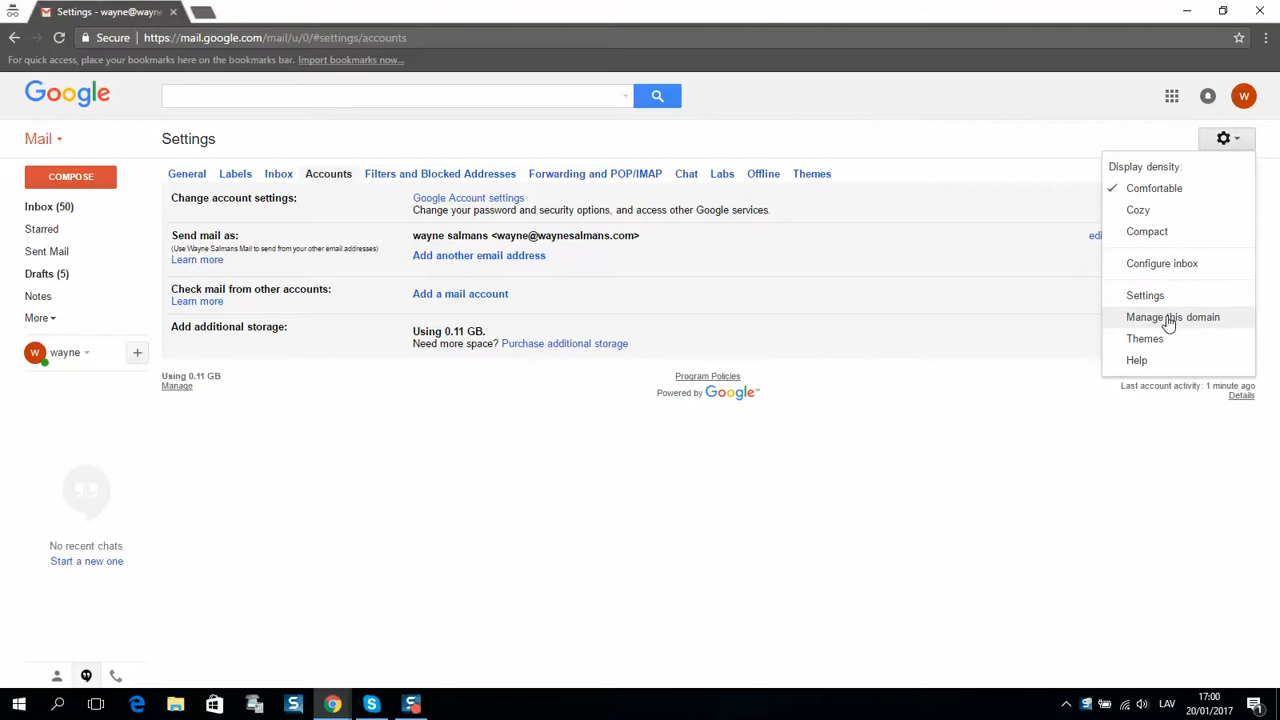 Settings - wayne@wayne
Secure
https://mail.google.com/mail/u/0/#settings/accounts
For quick access, place your bookmarks here on the bookmarks bar. Import bookmarks now...
Google
W
Mail
Settings
COMPOSE
Inbox (50)
Starred
Sent Mail
Drafts (5)
Notes
More
W wayne
+
No recent chats
Start a new one
General Labels Inbox Accounts Filters and Blocked Addresses Forwarding and POP/IMAP Chat Labs Offline Themes
Change account settings:
Google Account settings
Change your password and security options, and access other Google services.
Send mail as:
(Use Wayne Salmans Mail to send from your other email addresses)
Learn more
wayne salmans <wayne@waynesalmans.com>
edi
Add another email address
Check mail from other accounts:
Learn more
Add a mail account
Add additional storage:
Using 0.11 GB.
Need more space? Purchase additional storage
Using 0.11 GB
Manage
Program Policies
Powered by Google™
Last account activity: 1 minute ago
Details
Display density:
Comfortable
Cozy
Compact
Configure inbox
Settings
Manage this domain
Themes
Help
LAV
17:00
20/01/2017
1